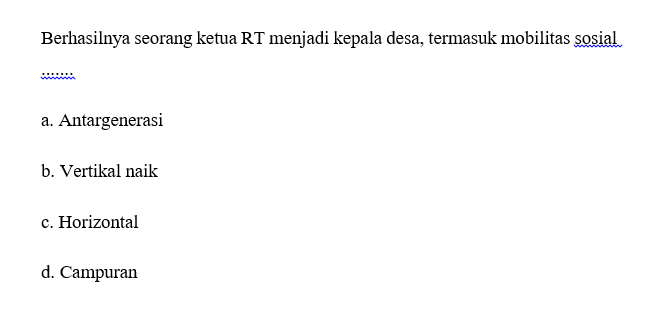 Berhasilnya seorang ketua RT menjadi kepala desa, termasuk mobilitas sosial
.......
a. Antargenerasi
b. Vertikal naik
c. Horizontal
d. Campuran